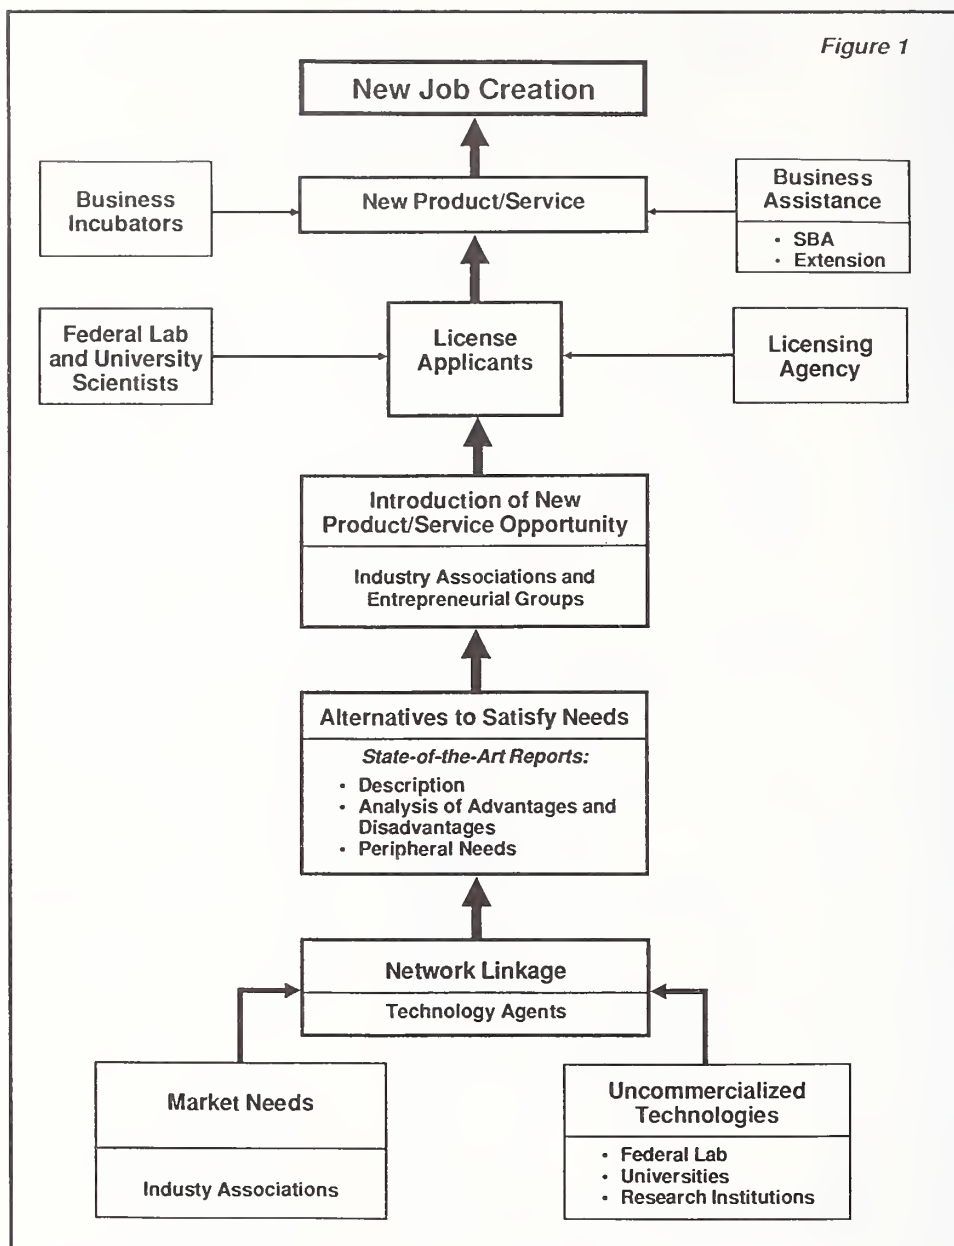 Figure 1
New Job Creation
Business
Incubators
New Product/Service
Business
Assistance
• SBA
• Extension
Federal Lab
and University
Scientists
License
Applicants
Licensing
Agency
Introduction of New
Product/Service Opportunity
Industry Associations and
Entrepreneurial Groups
Alternatives to Satisfy Needs
State-of-the-Art Reports:
• Description
• Analysis of Advantages and
Disadvantages
• Peripheral Needs
Network Linkage
Technology Agents
Market Needs
Industy Associations
Uncommercialized
Technologies
• Federal Lab
• Universities
• Research Institutions